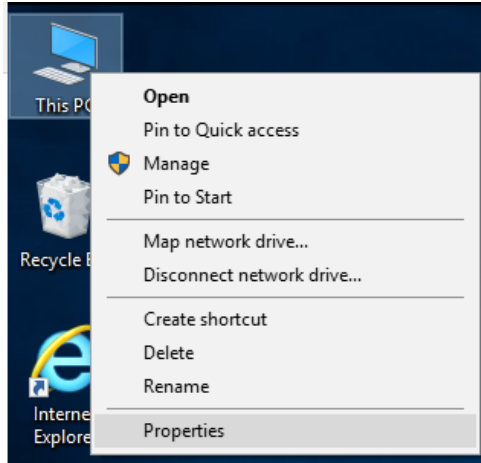 This PC
Open
Pin to Quick access
Manage
Pin to Start
Map network drive...
Disconnect network drive...
Recycle
Create shortcut
Delete
Rename
Properties
Interne
Explore